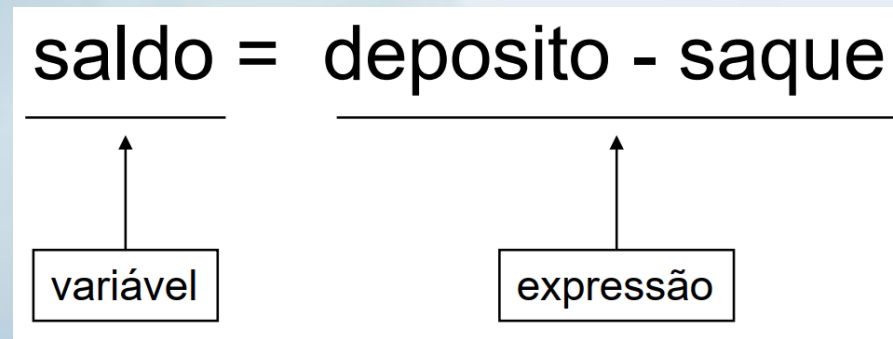 saldo = deposito - saque
variável expressão